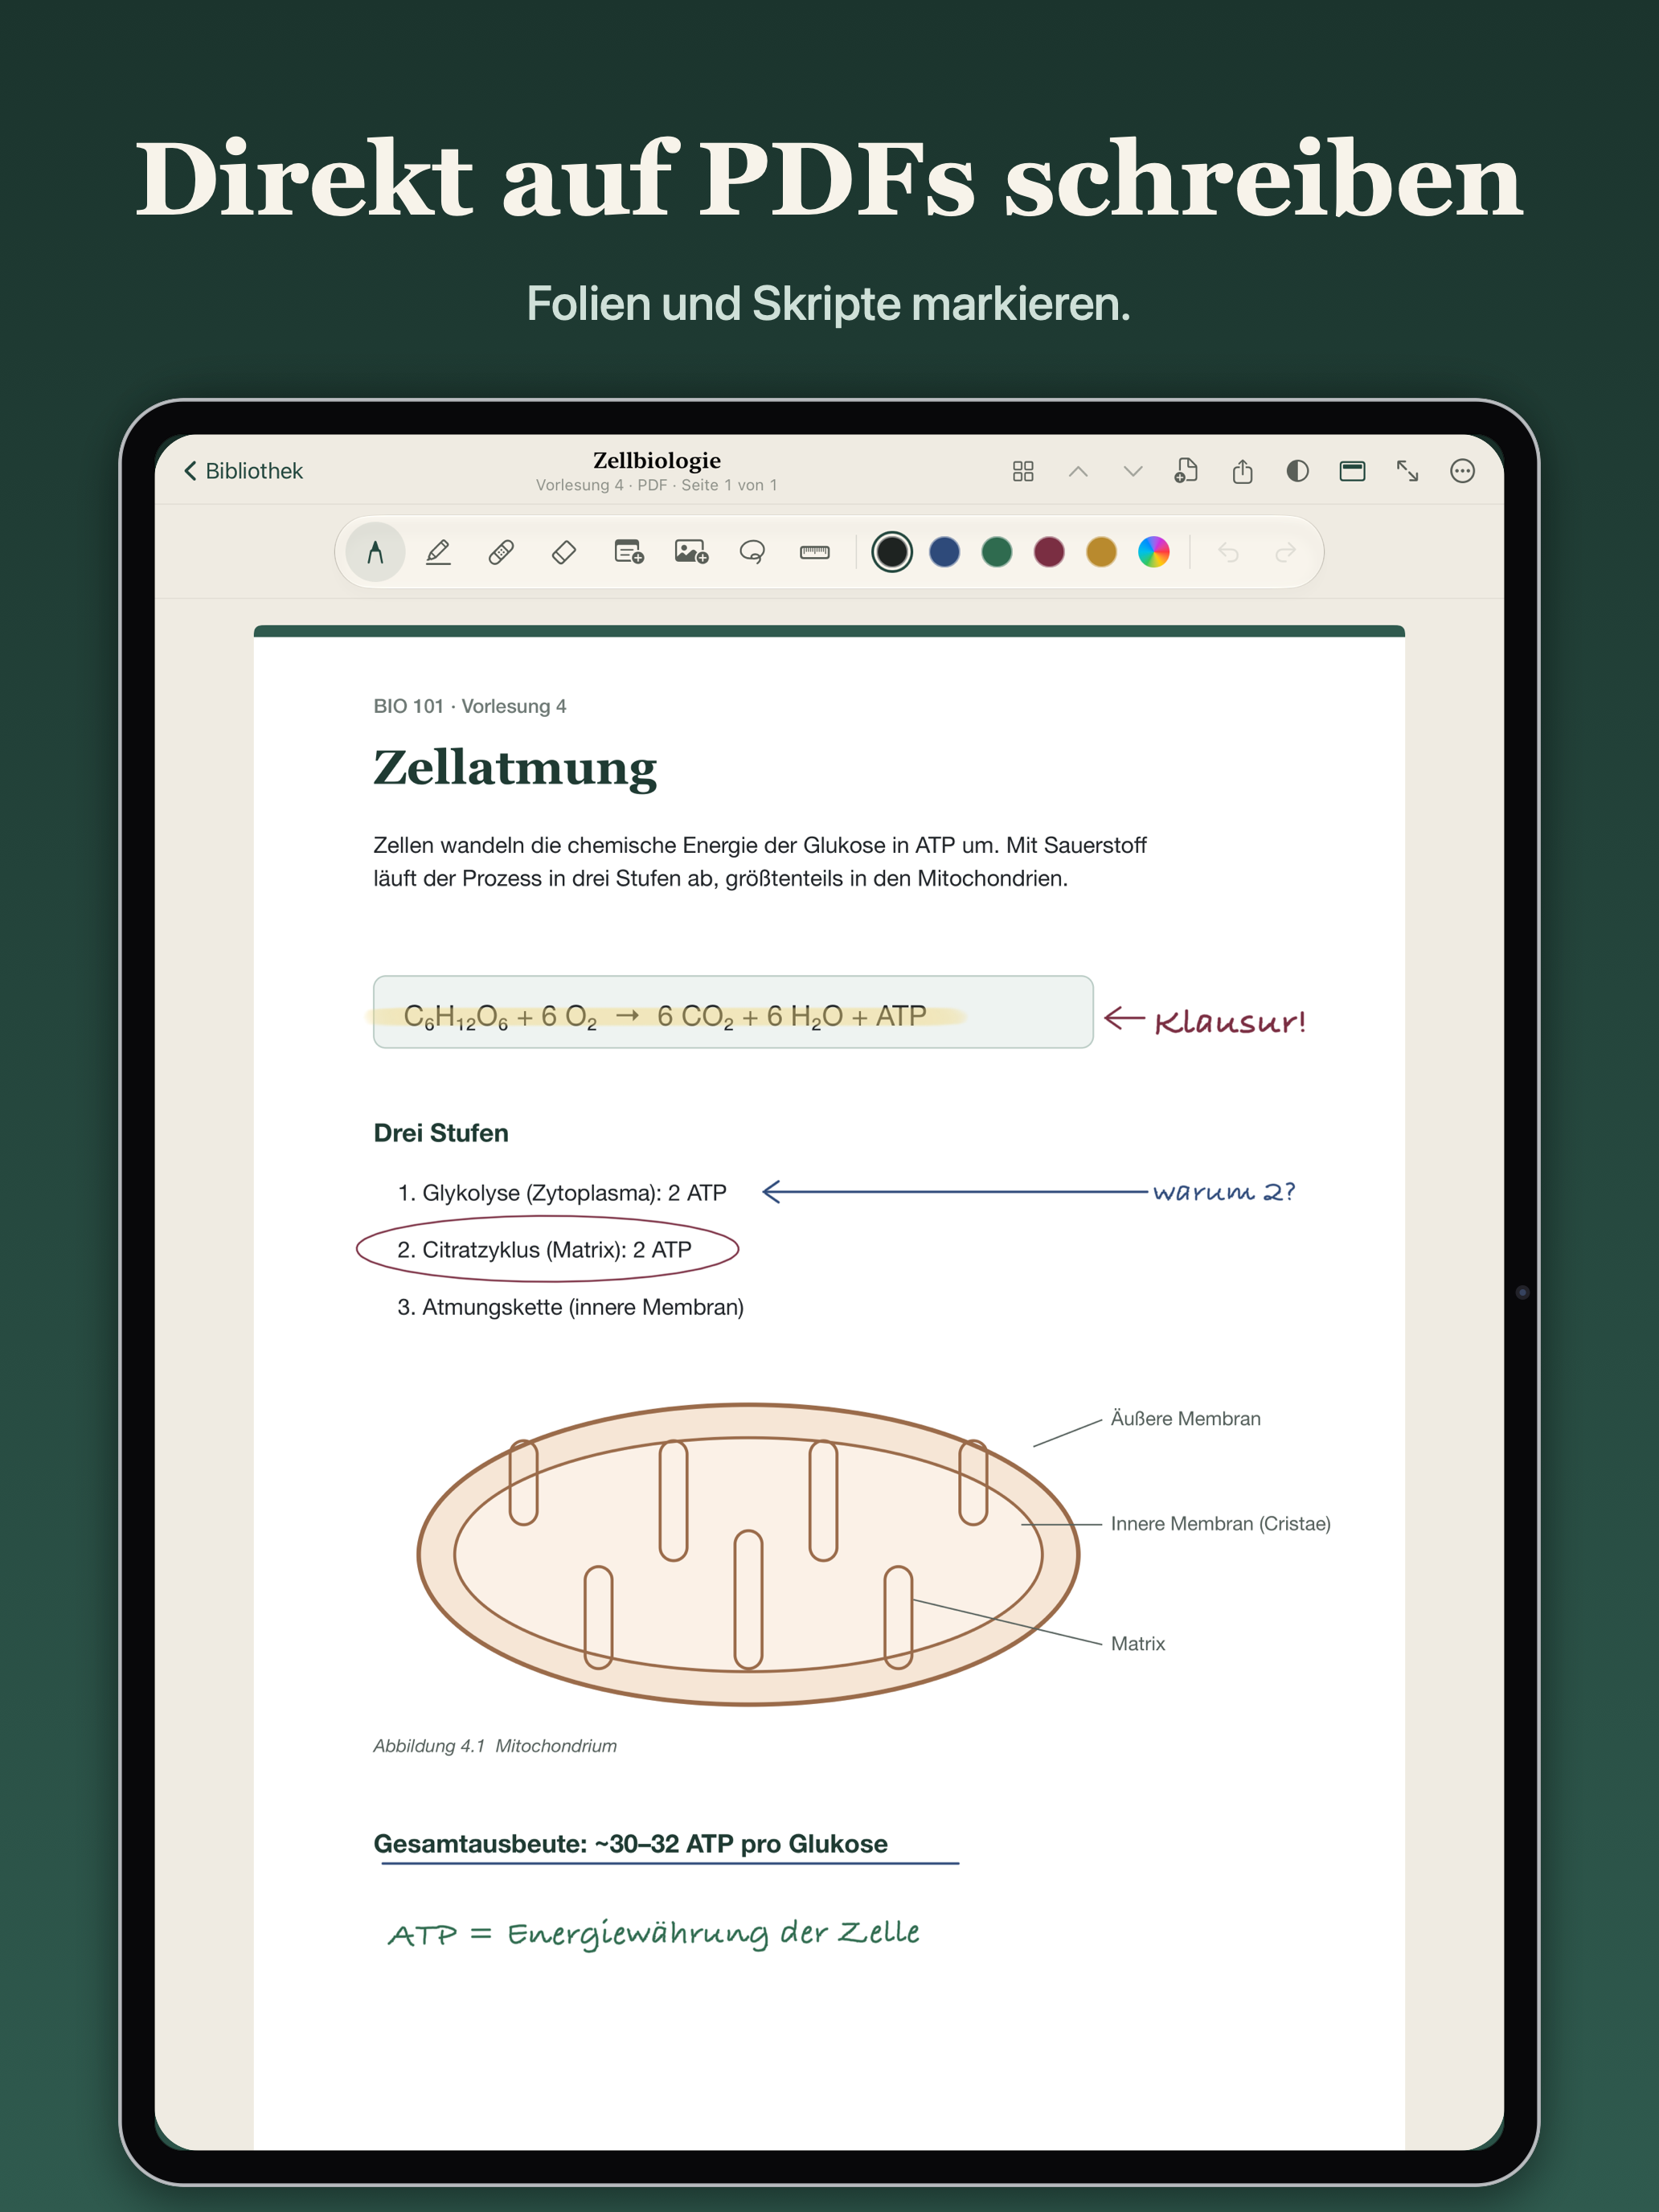 Direkt auf PDFs schreiben
Folien und Skripte markieren.
Bibliothek
Zellbiologie
Vorlesung 4 · PDF · Seite 1 von 1
BIO 101 · Vorlesung 4
Zellatmung
Zellen wandeln die chemische Energie der Glukose in ATP um. Mit Sauerstoff
läuft der Prozess in drei Stufen ab, größtenteils in den Mitochondrien.
C₆H₁₂O₆ + 6 O₂ → 6 CO₂ + 6 H₂O + ATP
← Klausur!
Drei Stufen
1. Glykolyse (Zytoplasma): 2 ATP
warum 2?
2. Citratzyklus (Matrix): 2 ATP
3. Atmungskette (innere Membran)
Äußere Membran
Innere Membran (Cristae)
Matrix
Abbildung 4.1 Mitochondrium
Gesamtausbeute: ~30–32 ATP pro Glukose
ATP = Energiewährung der Zelle